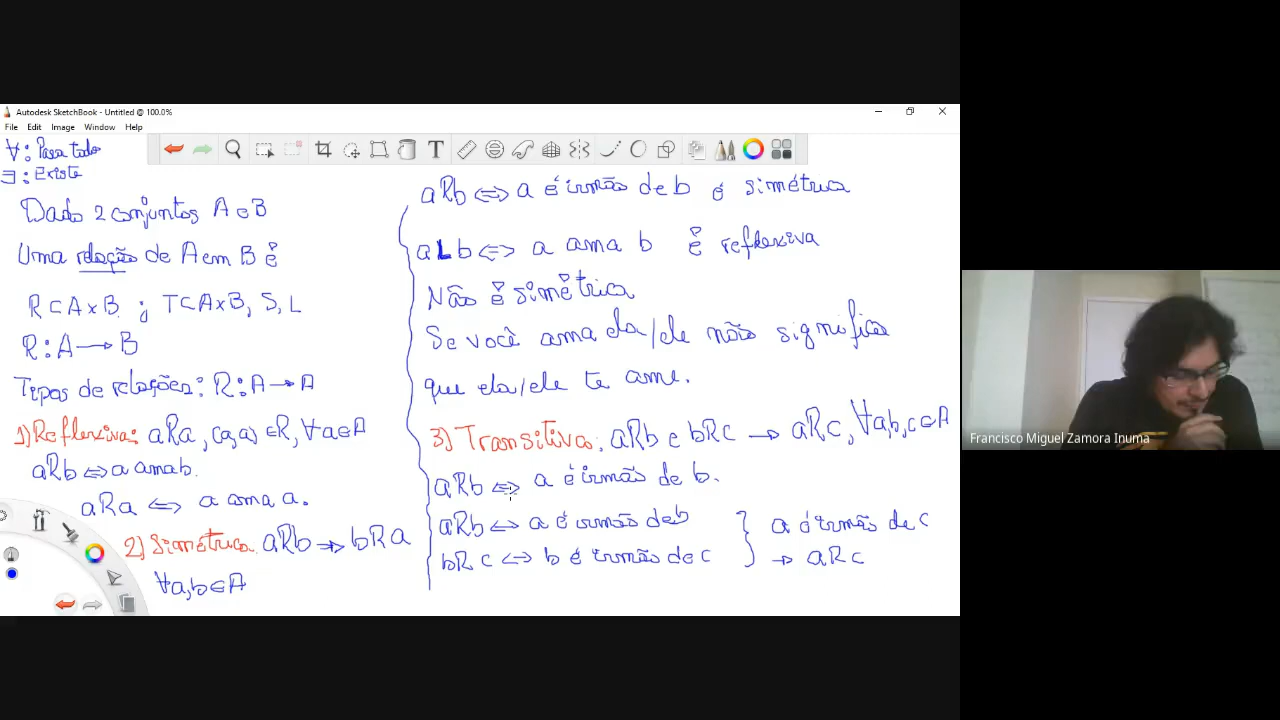 Autodesk SketchBook - Untitled @ 100.0%
File Edit Image Window Help
∀: Para todo
∃: Existe
Dado 2 conjuntos A e B
Uma relação de A em B é
R ⊂ A x B ; T ⊂ A x B, S, L
R: A → B
Tipos de relações: R: A → A
1) Reflexiva: aRa, (a,a) ∈ R, ∀a ∈ A
aRb ⇔ a ama b.
aRa ⇔ a ama a.
2) Simétrica: aRb → bRa
∀a,b ∈ A
aRb ⇔ a é irmão de b é simétrica
aLb ⇔ a ama b é reflexiva
Não é simétrica
Se você ama ela/ele não significa
que ela/ele te ame.
3) Transitiva: aRb e bRc → aRc, ∀a,b,c ∈ A
aRb ⇔ a é irmão de b.
aRb ⇔ a é irmão de b
bRc ⇔ b é irmão de c
a é irmão de c
→ aRc
Francisco Miguel Zamora Inuma